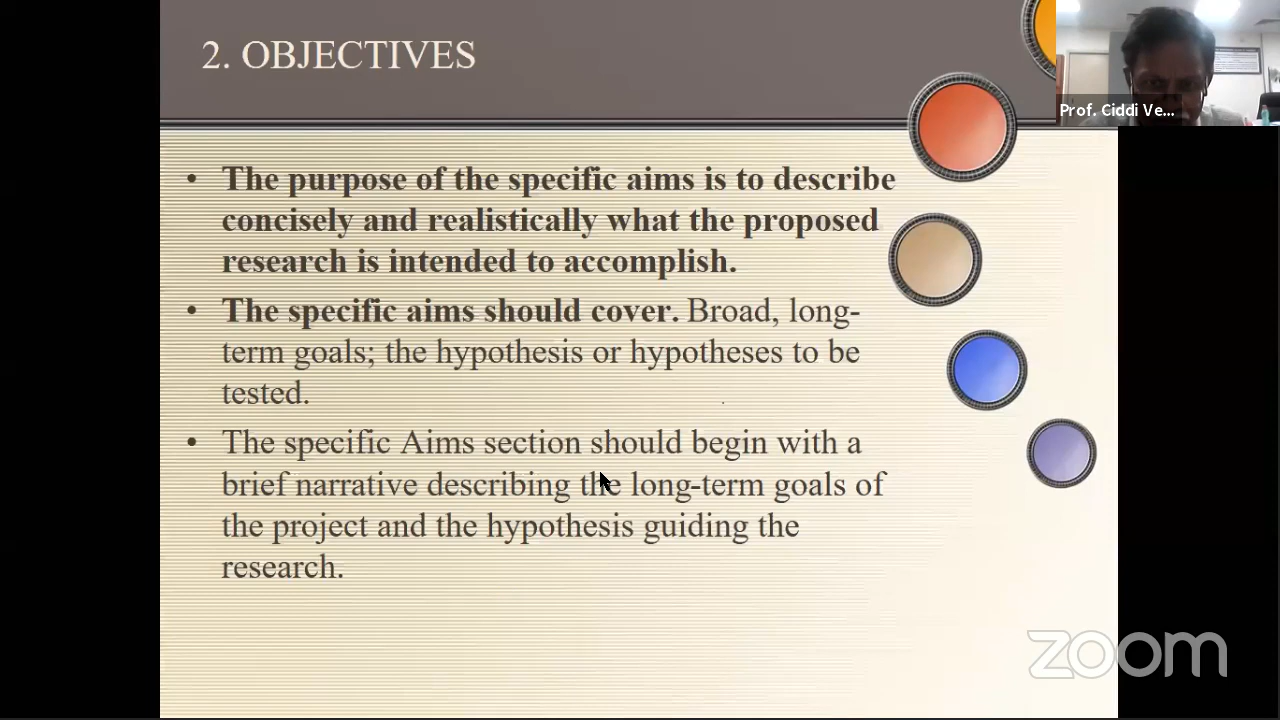 2. OBJECTIVES
Prof. Ciddi Ve...
• The purpose of the specific aims is to describe
concisely and realistically what the proposed
research is intended to accomplish.
• The specific aims should cover. Broad, long-
term goals; the hypothesis or hypotheses to be
tested.
• The specific Aims section should begin with a
brief narrative describing the long-term goals of
the project and the hypothesis guiding the
research.
zoom